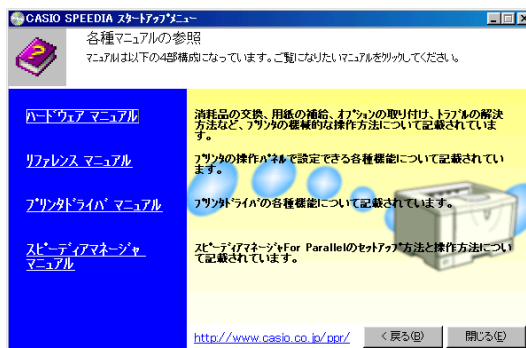 CASIO SPEEDIA ｽﾀｰﾄｱｯﾌﾟﾒﾆｭｰ
各種マニュアルの参照
ﾏﾆｭｱﾙは以下の4部構成になっています。ご覧になりたいﾏﾆｭｱﾙをｸﾘｯｸしてください。
ﾊｰﾄﾞｳｪｱ ﾏﾆｭｱﾙ
消耗品の交換、用紙の補給、ｵﾌﾟｼｮﾝの取り付け、ﾄﾗﾌﾞﾙの解決
方法など、ﾌﾟﾘﾝﾀの機械的な操作方法について記載されていま
す。
ﾘﾌｧﾚﾝｽ ﾏﾆｭｱﾙ
ﾌﾟﾘﾝﾀの操作ﾊﾟﾈﾙで設定できる各種機能について記載されてい
ます。
ﾌﾟﾘﾝﾀﾄﾞﾗｲﾊﾞ ﾏﾆｭｱﾙ
ﾌﾟﾘﾝﾀﾄﾞﾗｲﾊﾞの各種機能について記載されています。
ｽﾋﾟｰﾃﾞｨｱﾏﾈｰｼﾞｬ
ﾏﾆｭｱﾙ
ｽﾋﾟｰﾃﾞｨｱﾏﾈｰｼﾞｬFor Parallelのｾｯﾄｱｯﾌﾟ方法と操作方法につい
て記載されています。
http://www.casio.co.jp/ppr/
< 戻る(B)
閉じる(E)